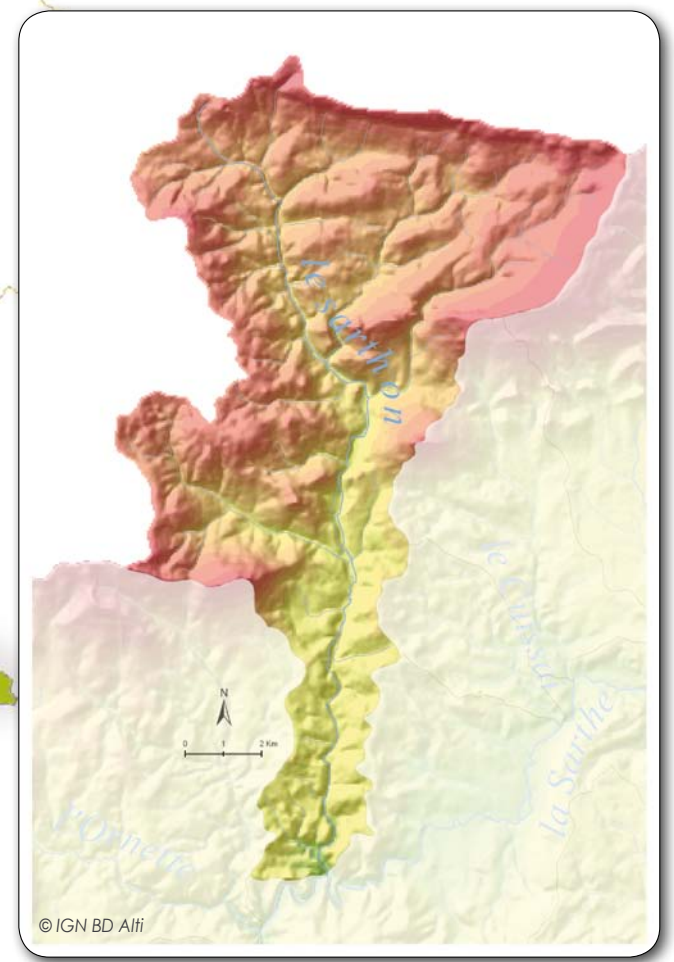 le Sarthon
le Cuissai
la Sarthe
N
0 1 2 Km
l'Ornette
© IGN BD Alti